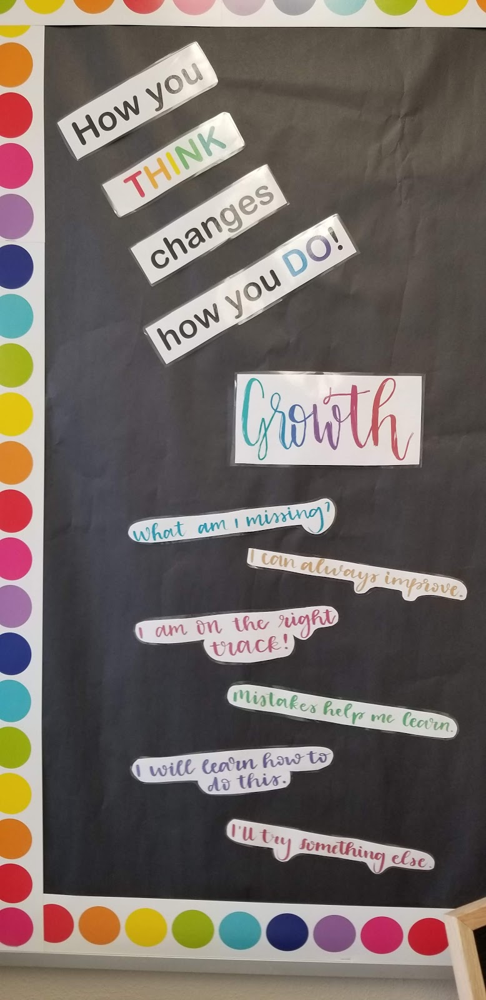 How you
THINK
changes
how you DO!
Growth
What am I missing?
I can always improve.
I am on the right
track!
Mistakes help me learn.
I will learn how to
do this.
I'll try something else.